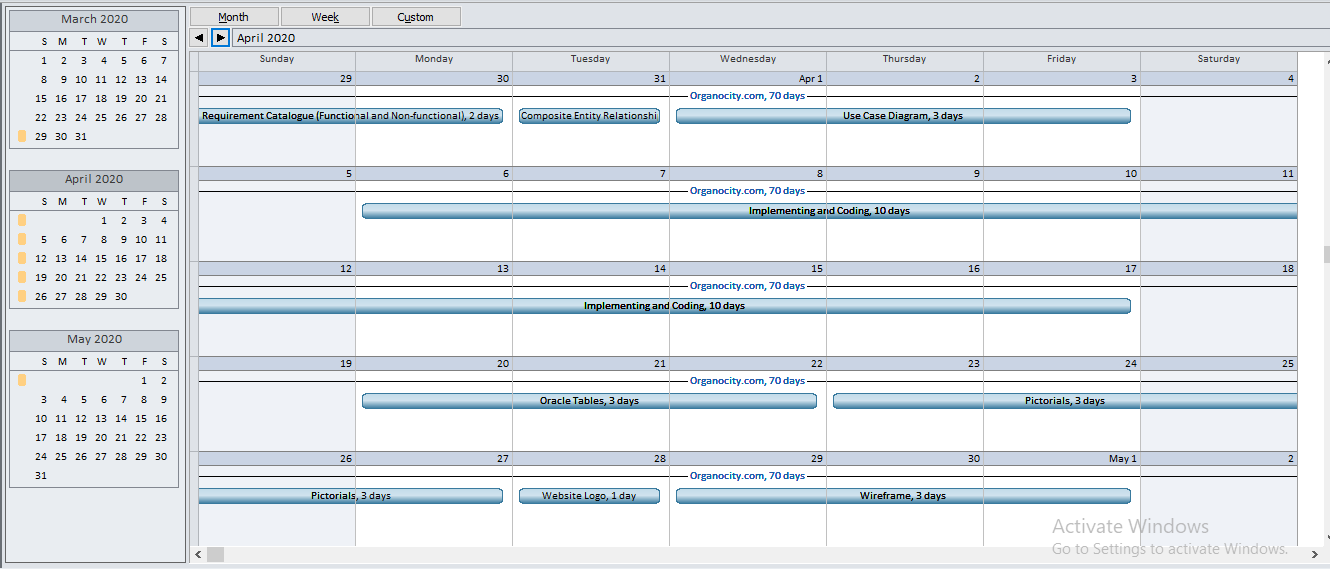 March 2020
S M T W T F S
1 2 3 4 5 6 7
8 9 10 11 12 13 14
15 16 17 18 19 20 21
22 23 24 25 26 27 28
29 30 31
April 2020
S M T W T F S
1 2 3 4
5 6 7 8 9 10 11
12 13 14 15 16 17 18
19 20 21 22 23 24 25
26 27 28 29 30
May 2020
S M T W T F S
1 2
3 4 5 6 7 8 9
10 11 12 13 14 15 16
17 18 19 20 21 22 23
24 25 26 27 28 29 30
31
Month Week Custom
April 2020
Sunday Monday Tuesday Wednesday Thursday Friday Saturday
29 30 31 Apr 1 2 3 4
Organocity.com, 70 days
Requirement Catalogue (Functional and Non-functional), 2 days Composite Entity Relationshi Use Case Diagram, 3 days
5 6 7 8 9 10 11
Organocity.com, 70 days
Implementing and Coding, 10 days
12 13 14 15 16 17 18
Organocity.com, 70 days
Implementing and Coding, 10 days
19 20 21 22 23 24 25
Organocity.com, 70 days
Oracle Tables, 3 days Pictorials, 3 days
26 27 28 29 30 May 1 2
Organocity.com, 70 days
Pictorials, 3 days Website Logo, 1 day Wireframe, 3 days
Activate Windows
Go to Settings to activate Windows.